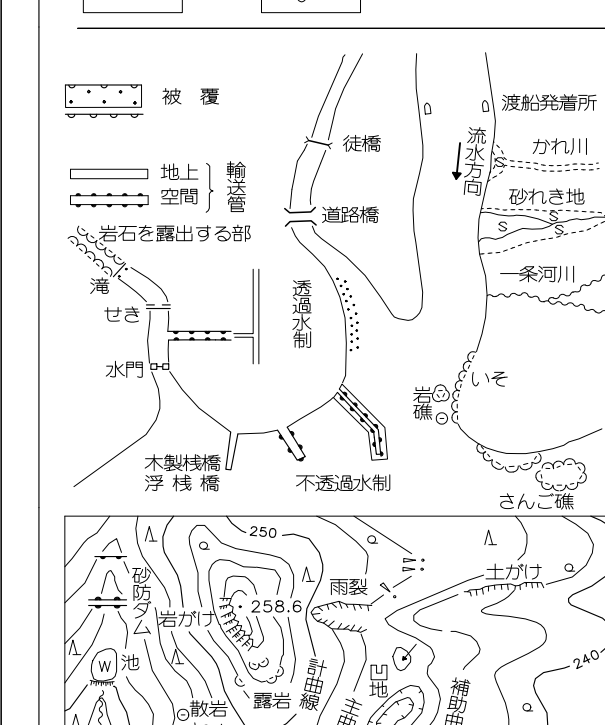 被 覆
地上
空間
輸送管
岩石を露出する部
滝
せき
水門
徒橋
道路橋
透過水制
渡船発着所
流水方向
かれ川
砂れき地
S
S
S
S
一条河川
いそ
岩礁
さんご礁
木製桟橋
浮 桟 橋
不透過水制
250
砂防ダム
岩がけ
258.6
雨裂
土がけ
W
池
計曲線
露岩
散岩
凹地
補助曲
主曲
240